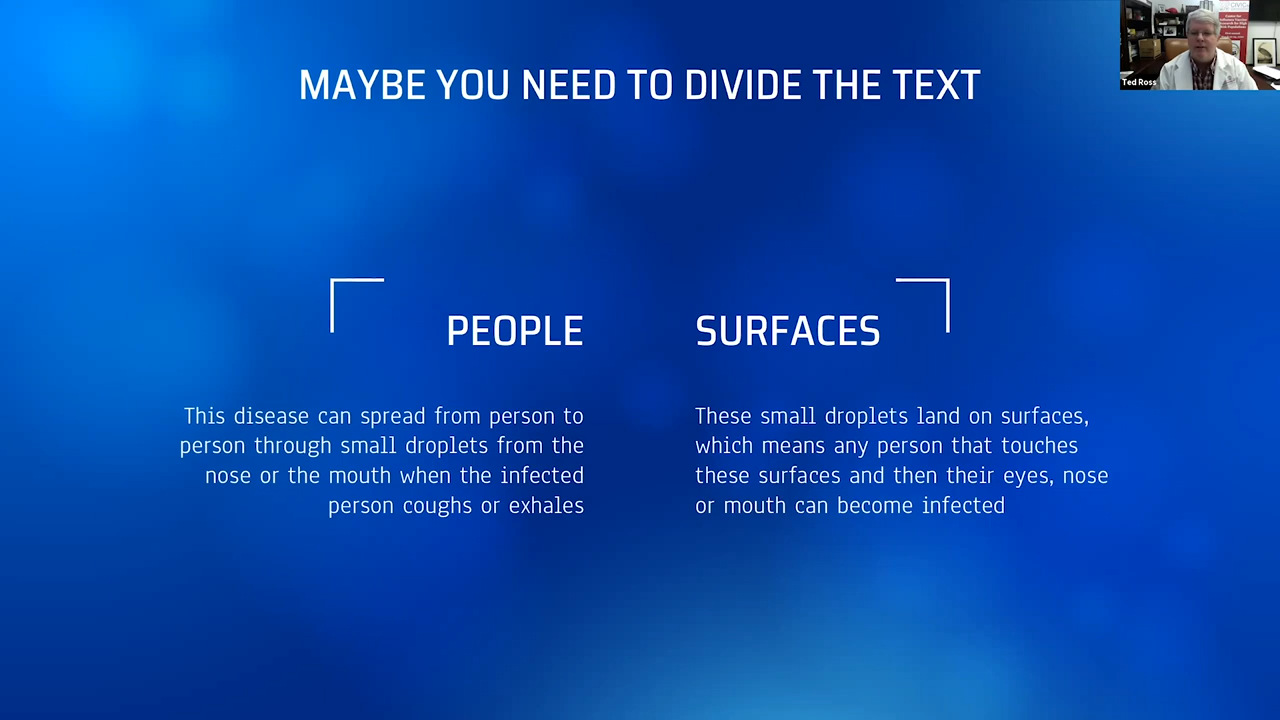 MAYBE YOU NEED TO DIVIDE THE TEXT
Ted Ross
PEOPLE
This disease can spread from person to
person through small droplets from the
nose or the mouth when the infected
person coughs or exhales
SURFACES
These small droplets land on surfaces,
which means any person that touches
these surfaces and then their eyes, nose
or mouth can become infected